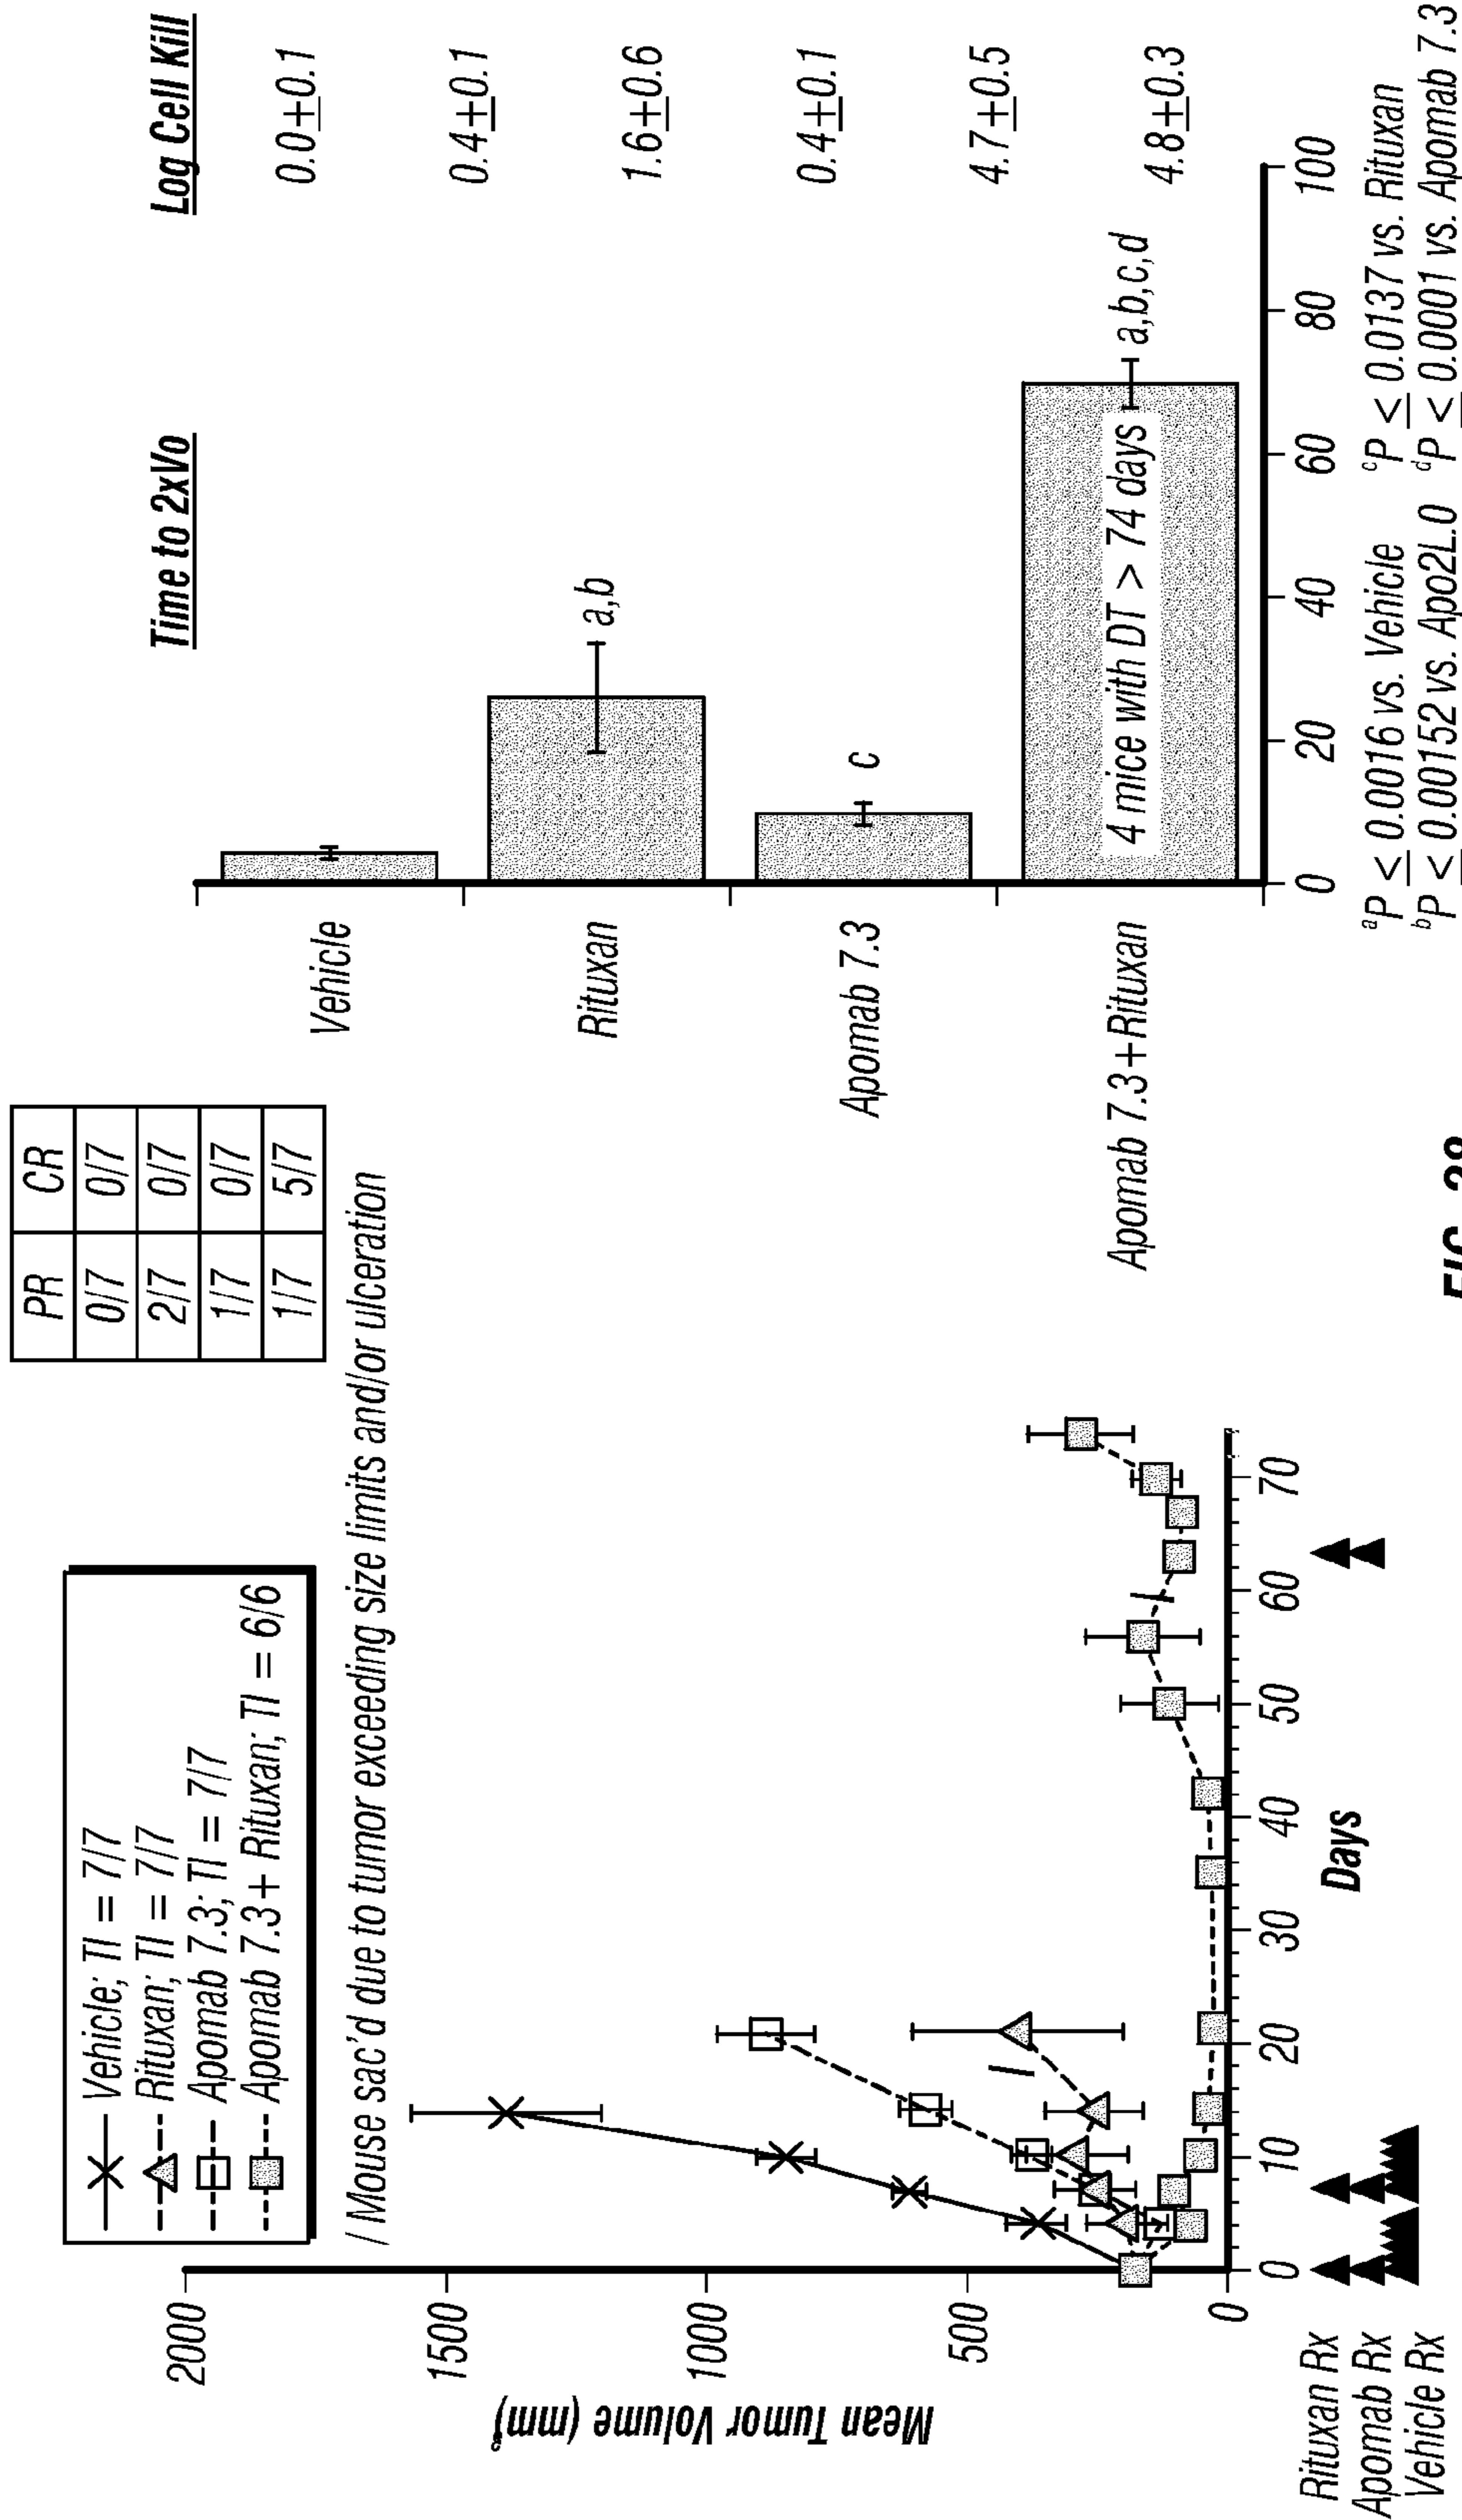 Vehicle; TI = 7/7
Rituxan; TI = 7/7
Apomab 7.3; TI = 7/7
Apomab 7.3 + Rituxan; TI = 6/6
PR CR
0/7 0/7
2/7 0/7
1/7 0/7
1/7 5/7
/ Mouse sac'd due to tumor exceeding size limits and/or ulceration
Mean Tumor Volume (mm³)
2000
1500
1000
500
0
0 10 20 30 40 50 60 70
Days
Rituxan Rx
Apomab Rx
Vehicle Rx
Time to 2xVo
Log Cell Kill
Vehicle
Rituxan
Apomab 7.3
Apomab 7.3+Rituxan
a,b
c
4 mice with DT > 74 days
a,b,c,d
0.0±0.1
0.4±0.1
1.6±0.6
0.4±0.1
4.7±0.5
4.8±0.3
0 20 40 60 80 100
ᵃP ≤ 0.0016 vs. Vehicle ᶜP ≤ 0.0137 vs. Rituxan
ᵇP ≤ 0.00152 vs. Apo2L.0 ᵈP ≤ 0.0001 vs. Apomab 7.3